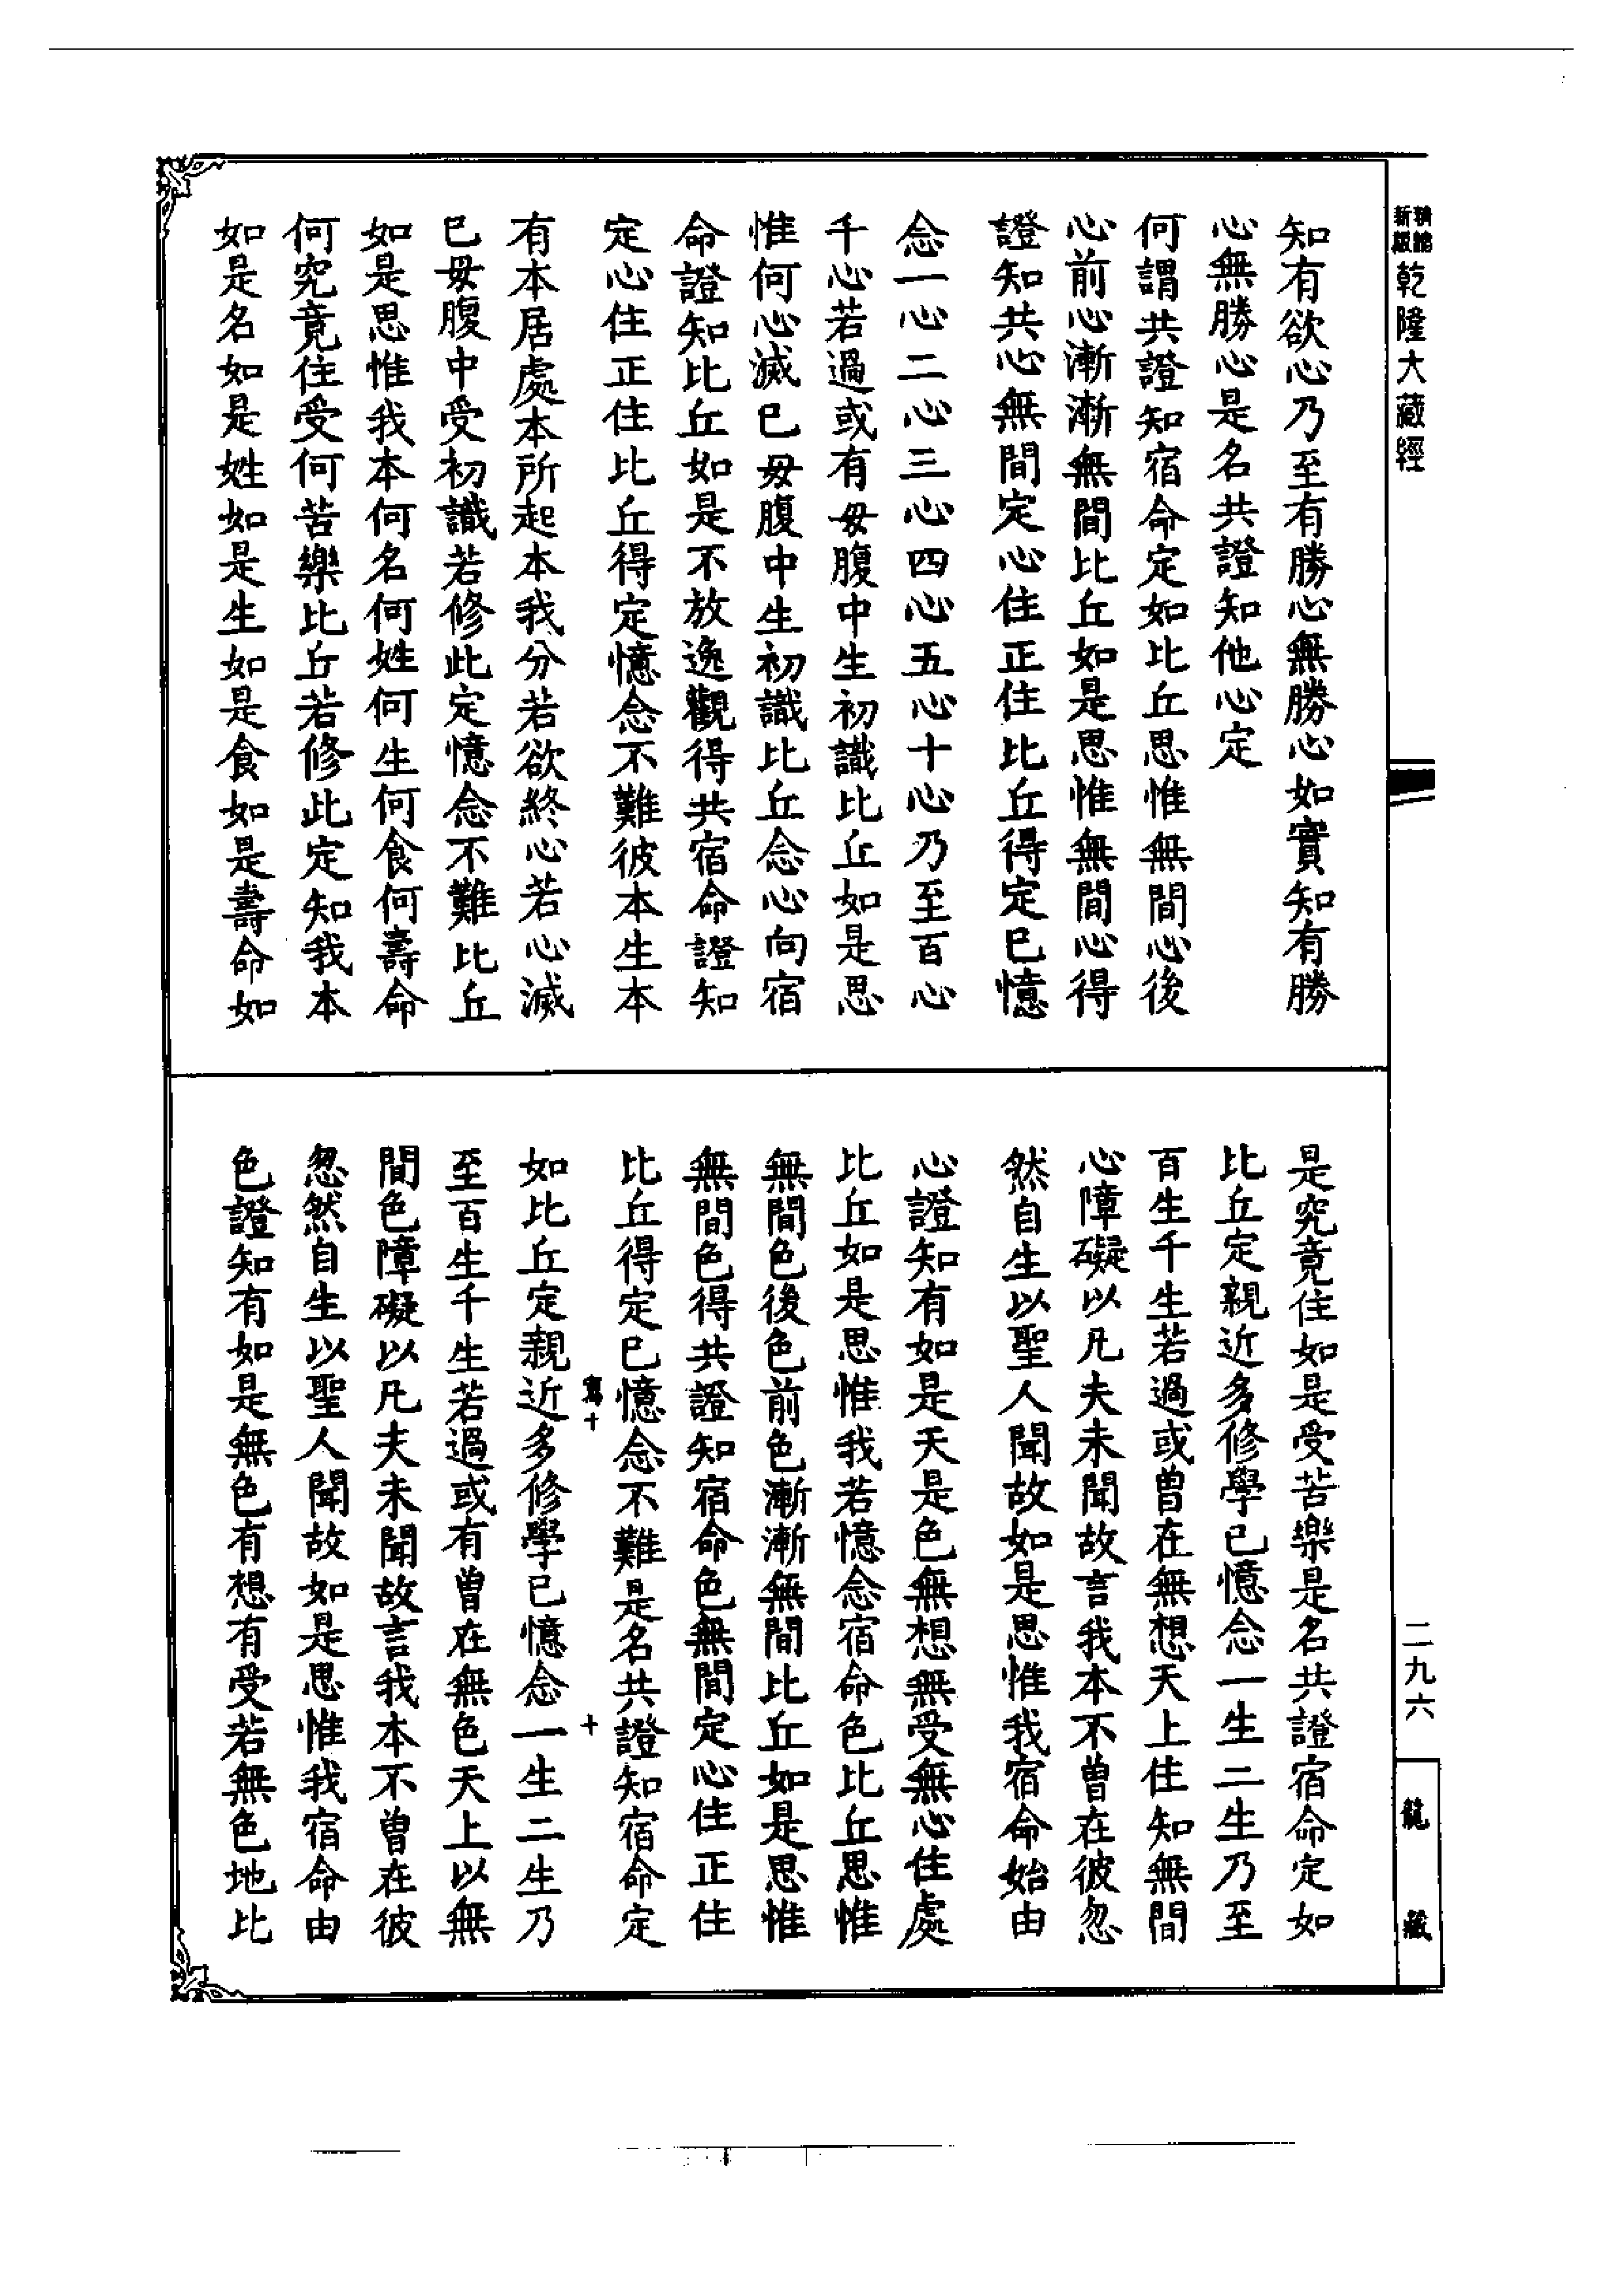 新版
乾隆大藏經
知有欲心乃至有勝心無勝心如實知有勝
心無勝心是名共證知他心定
何謂共證知宿命定如比丘思惟無間心後
心前心漸漸無間比丘如是思惟無間心得
證知共心無間定心住正住比丘得定已憶
念一心二心三心四心五心十心乃至百心
千心若過或有毋腹中生初識比丘如是思
惟何心滅已毋腹中生初識比丘念心向宿
命證知比丘如是不放逸觀得共宿命證知
定心住正住比丘得定憶念不難彼本生本
有本居處本所起本我分若欲終心若心滅
已毋腹中受初識若修此定憶念不難比丘
如是思惟我本何名何姓何生何食何壽命
何究竟住受何苦樂比丘若修此定知我本
如是名如是姓如是生如是食如是壽命如
是究竟住如是受苦樂是名共證宿命定如
比丘定親近多修學已憶念一生二生乃至
百生千生若過或曾在無想天上住知無間
心障礙以凡夫未聞故言我本不曾在彼忽
然自生以聖人聞故如是思惟我宿命始由
心證知有如是天是色無想無受無心住處
比丘如是思惟我若憶念宿命色比丘思惟
無間色後色前色漸漸無間比丘如是思惟
無間色得共證知宿命色無間定心住正住
比丘得定已憶念不難是名共證知宿命定
如比丘定親近多修學已憶念一生二生乃
至百生千生若過或有曾在無色天上以無
間色障礙以凡夫未聞故言我本不曾在彼
忽然自生以聖人聞故如是思惟我宿命由
色證知有如是無色有想有受若無色地比
二九六
龍藏